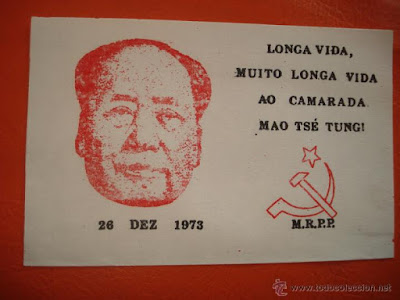 LONGA VIDA,
MUITO LONGA VIDA
AO CAMARADA
MAO TSÉ TUNG!
26 DEZ 1973
M.R.P.P.
© www.todocoleccion.net